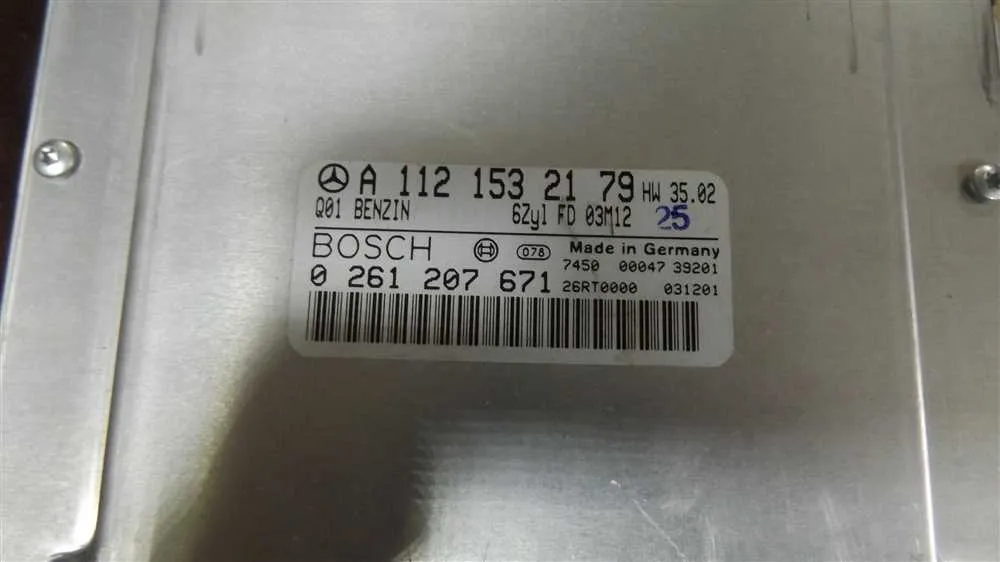 A 112 153 21 79 HW 35.02
Q01 BENZIN 6Zyl FD 03M12 25
BOSCH 078 Made in Germany
7450 00047 39201
0 261 207 671 26RT0000 031201